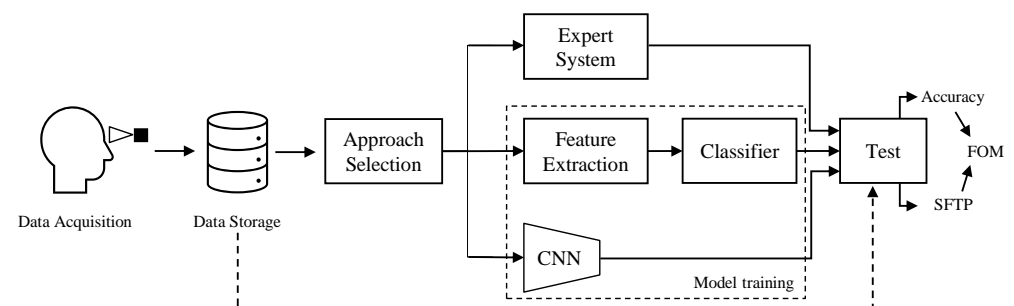 Expert
System
Accuracy
Approach
Selection
Feature
Extraction
Classifier
Test
FOM
SFTP
Data Acquisition
Data Storage
CNN
Model training